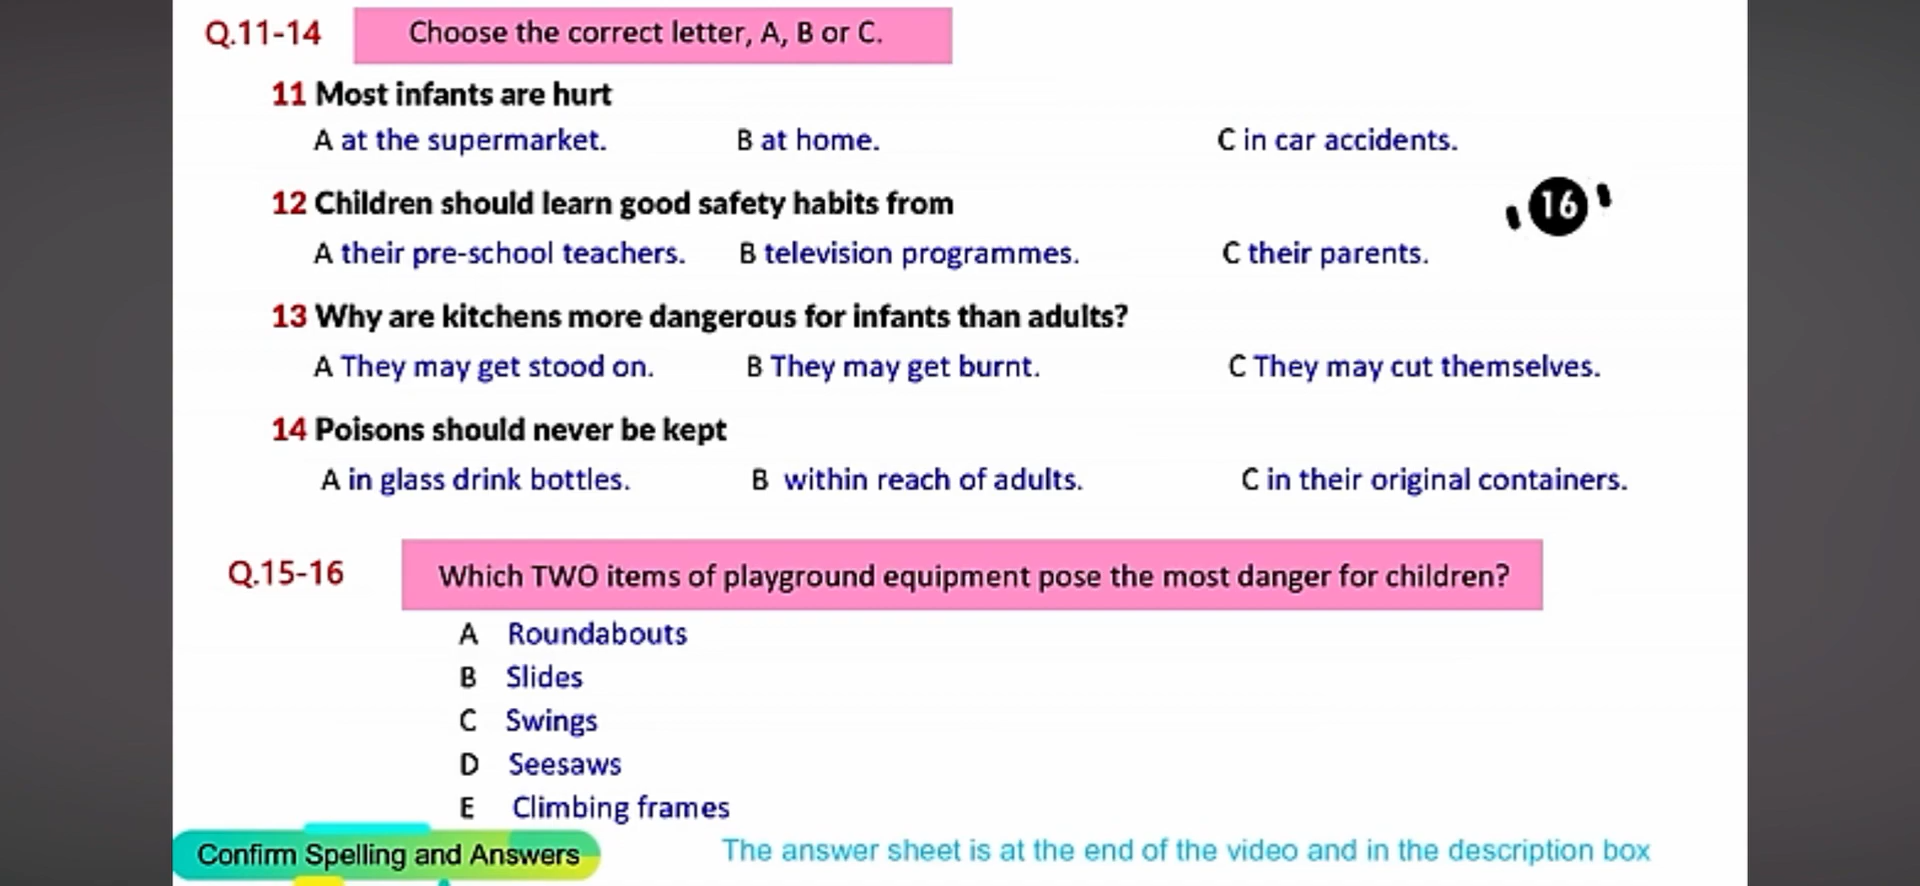 Q.11-14 Choose the correct letter, A, B or C.
11 Most infants are hurt
A at the supermarket. B at home. C in car accidents.
12 Children should learn good safety habits from
16
A their pre-school teachers. B television programmes. C their parents.
13 Why are kitchens more dangerous for infants than adults?
A They may get stood on. B They may get burnt. C They may cut themselves.
14 Poisons should never be kept
A in glass drink bottles. B within reach of adults. C in their original containers.
Q.15-16 Which TWO items of playground equipment pose the most danger for children?
A Roundabouts
B Slides
C Swings
D Seesaws
E Climbing frames
Confirm Spelling and Answers The answer sheet is at the end of the video and in the description box